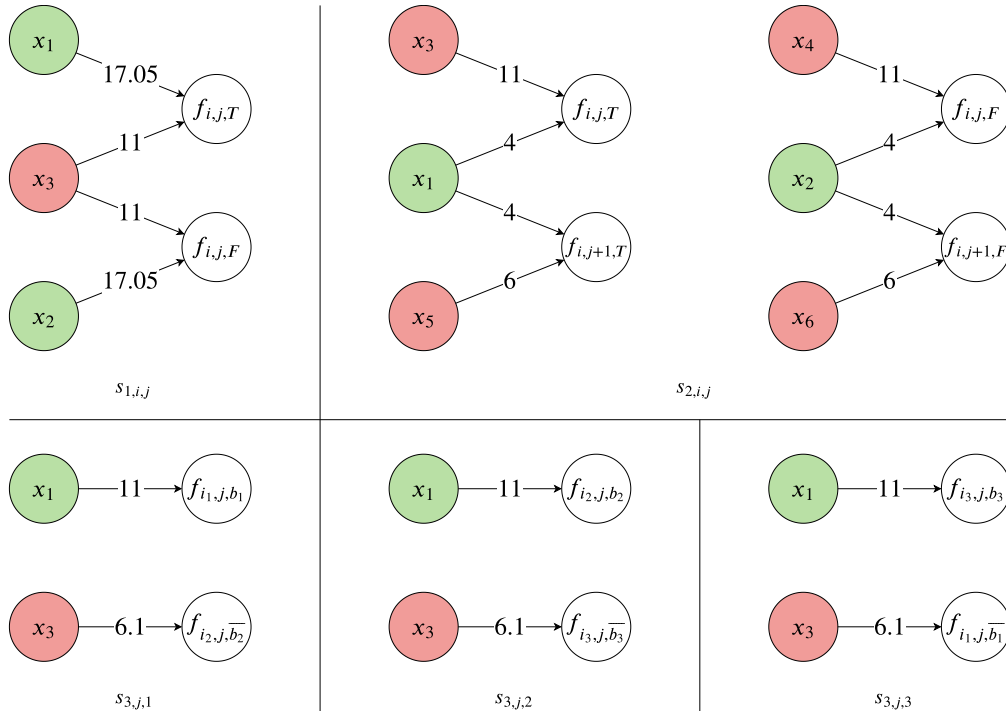 x₁
17.05
f_{i,j,T}
11
x₃
11
f_{i,j,F}
17.05
x₂
s_{1,i,j}
x₃
11
f_{i,j,T}
4
x₁
4
f_{i,j+1,T}
6
x₅
x₄
11
f_{i,j,F}
4
x₂
4
f_{i,j+1,F}
6
x₆
s_{2,i,j}
x₁ 11 f_{i₁,j,b₁}
x₃ 6.1 f_{i₂,j,\overline{b₂}}
s_{3,j,1}
x₁ 11 f_{i₂,j,b₂}
x₃ 6.1 f_{i₃,j,\overline{b₃}}
s_{3,j,2}
x₁ 11 f_{i₃,j,b₃}
x₃ 6.1 f_{i₁,j,\overline{b₁}}
s_{3,j,3}